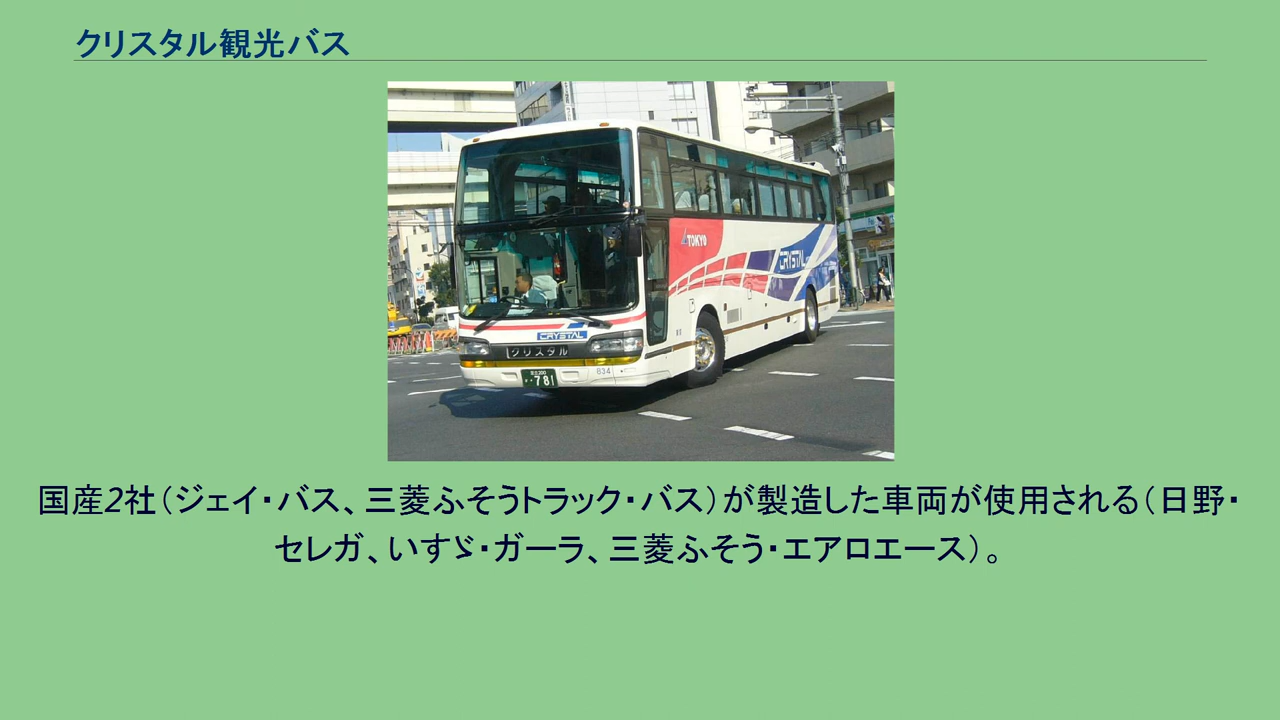 クリスタル観光バス
TOKYO
CRYSTAL
CRYSTAL
クリスタル
834
781
国産2社（ジェイ・バス、三菱ふそうトラック・バス）が製造した車両が使用される（日野・
セレガ、いすゞ・ガーラ、三菱ふそう・エアロエース）。